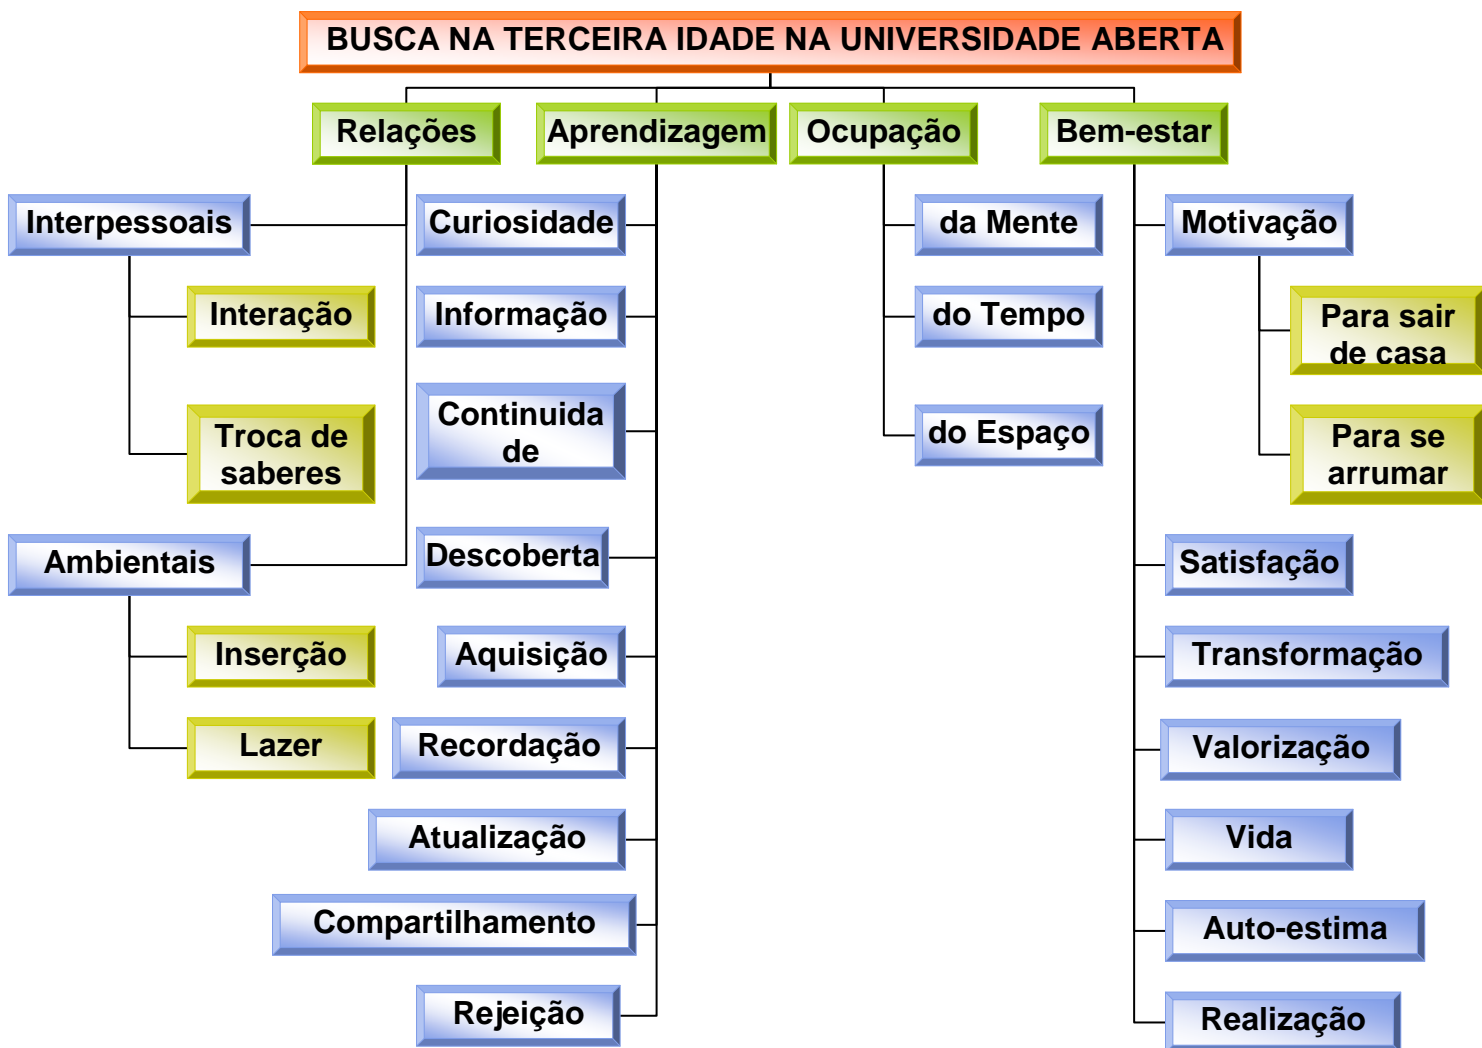 BUSCA NA TERCEIRA IDADE NA UNIVERSIDADE ABERTA
Relações
Aprendizagem
Ocupação
Bem-estar
Interpessoais
Interação
Troca de
saberes
Ambientais
Inserção
Lazer
Curiosidade
Informação
Continuida
de
Descoberta
Aquisição
Recordação
Atualização
Compartilhamento
Rejeição
da Mente
do Tempo
do Espaço
Motivação
Para sair
de casa
Para se
arrumar
Satisfação
Transformação
Valorização
Vida
Auto-estima
Realização